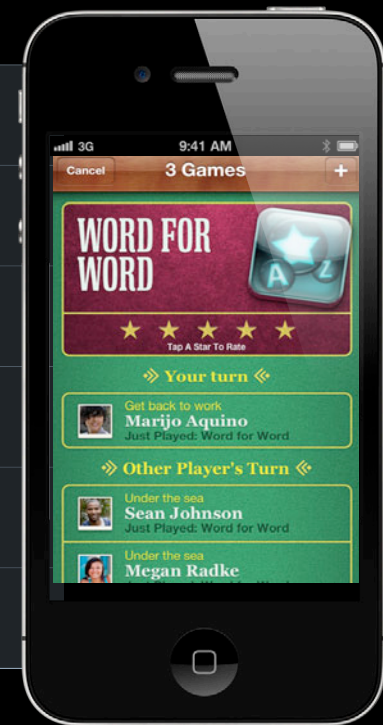 3G 9:41 AM
Cancel 3 Games +
WORD FOR
WORD
A Z
Tap A Star To Rate
Your turn
Get back to work
Marijo Aquino
Just Played: Word for Word
Other Player's Turn
Under the sea
Sean Johnson
Just Played: Word for Word
Under the sea
Megan Radke